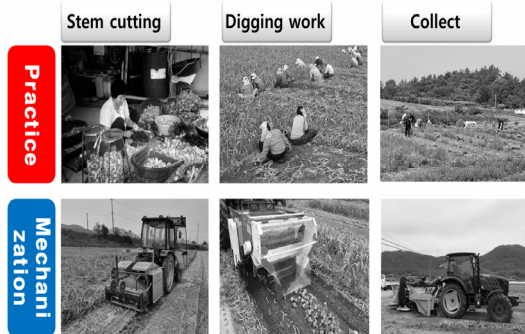 Stem cutting
Digging work
Collect
Practice
Mechani
zation